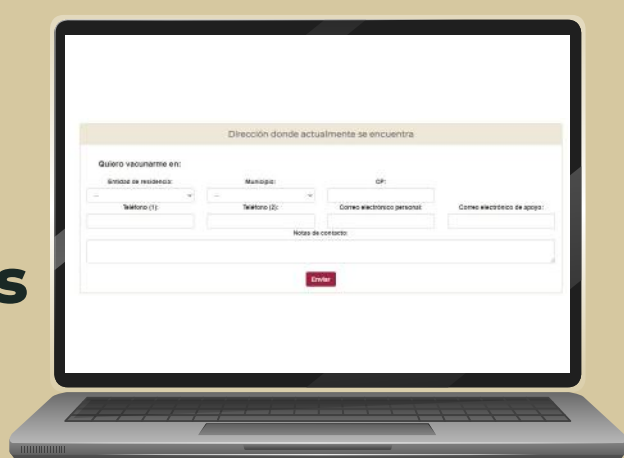 Dirección donde actualmente se encuentra
Quiero vacunarme en:
Entidad de residencia: Municipio: CP:
-- --
Teléfono (1): Teléfono (2): Correo electrónico personal: Correo electrónico de apoyo:
Notas de contacto:
Enviar
s